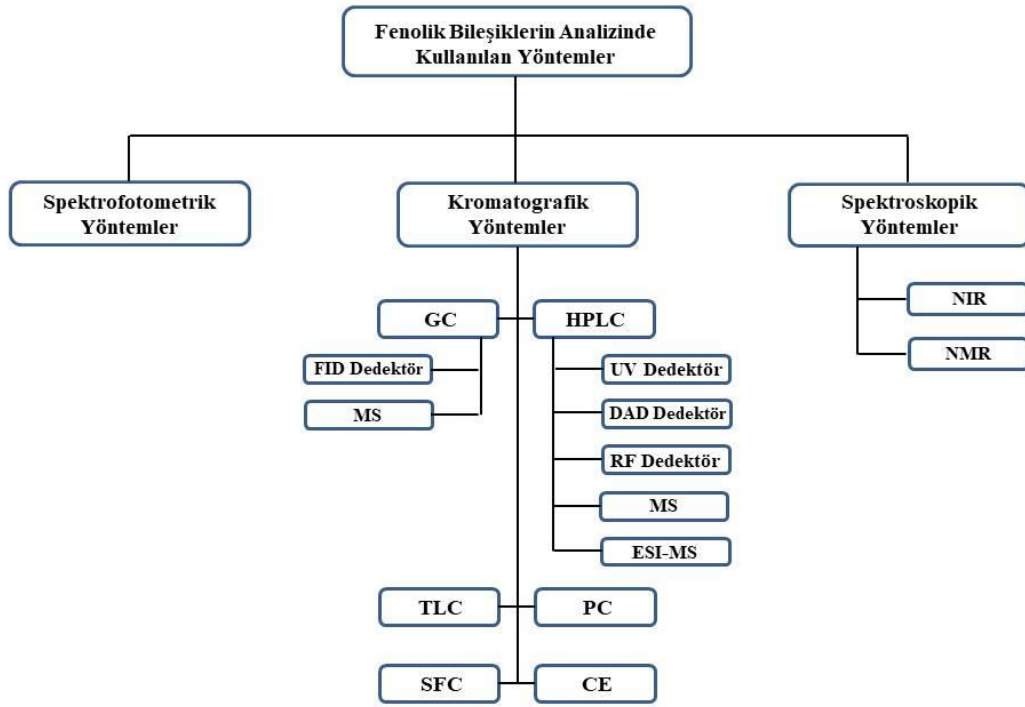 Fenolik Bileşiklerin Analizinde
Kullanılan Yöntemler
Spektrofotometrik
Yöntemler
Kromatografik
Yöntemler
Spektroskopik
Yöntemler
GC
FID Dedektör
MS
HPLC
UV Dedektör
DAD Dedektör
RF Dedektör
MS
ESI-MS
TLC
PC
SFC
CE
NIR
NMR